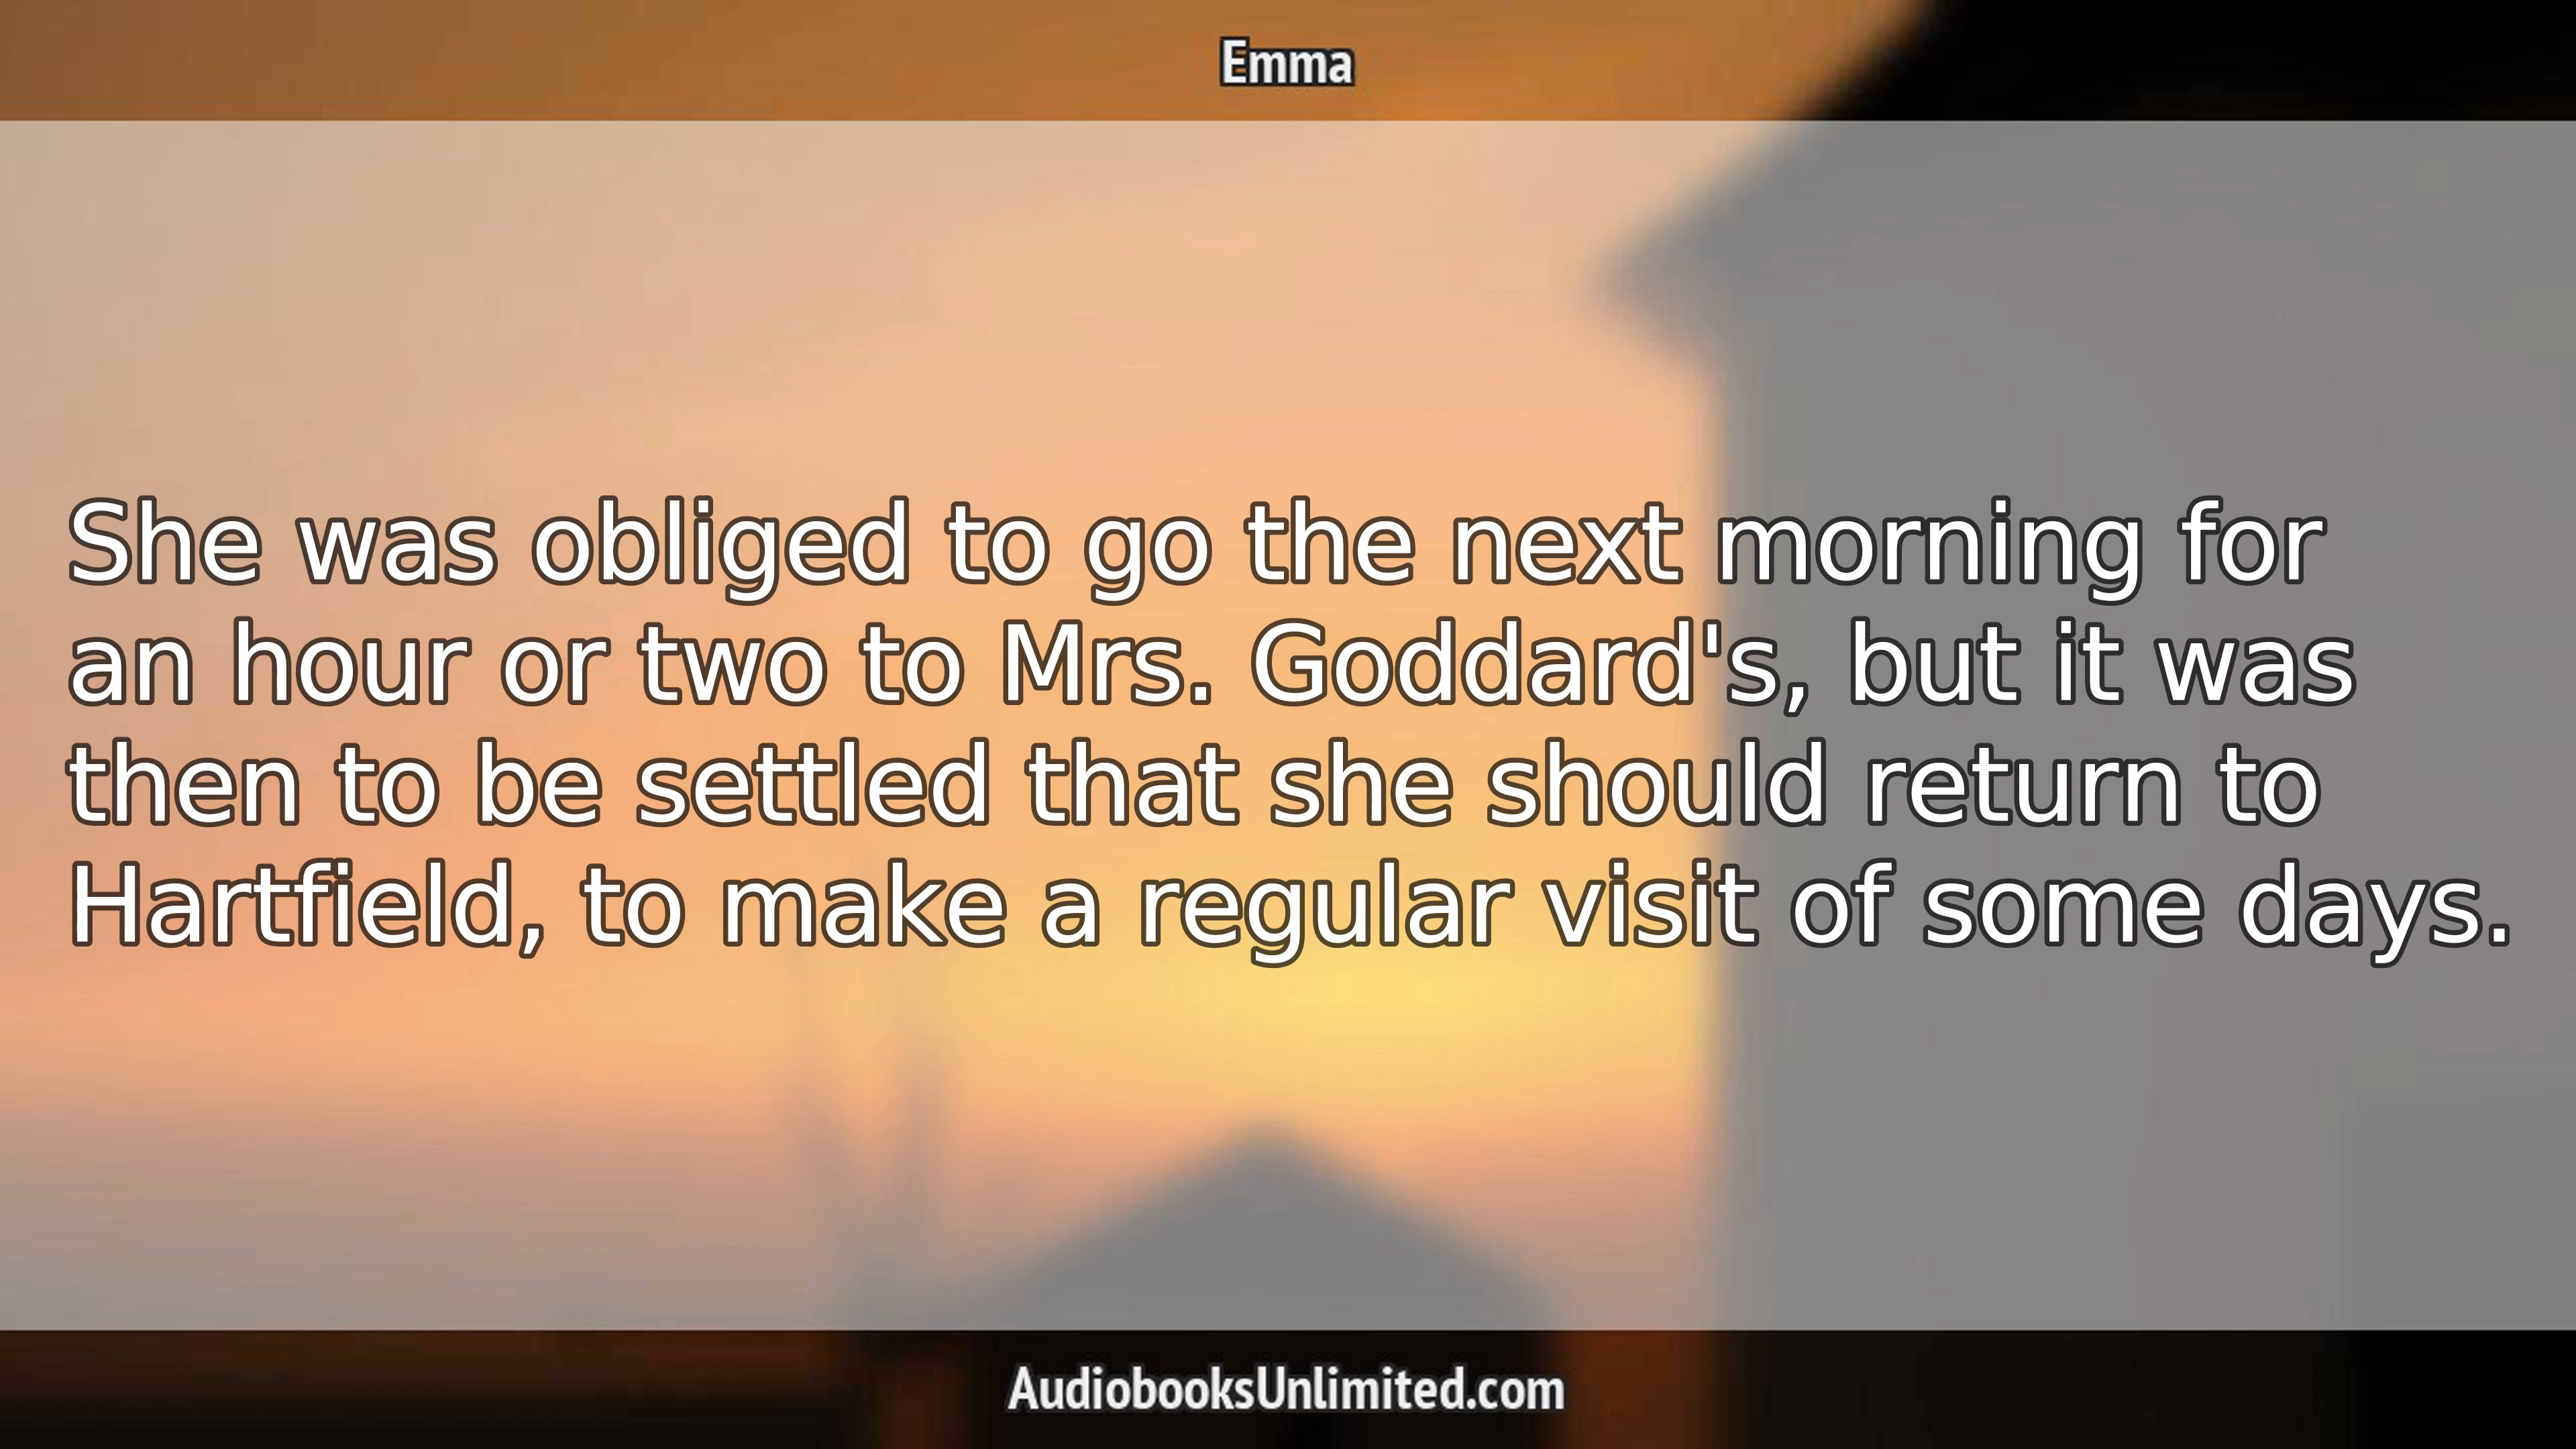 Emma
She was obliged to go the next morning for
an hour or two to Mrs. Goddard's, but it was
then to be settled that she should return to
Hartfield, to make a regular visit of some days.
AudiobooksUnlimited.com